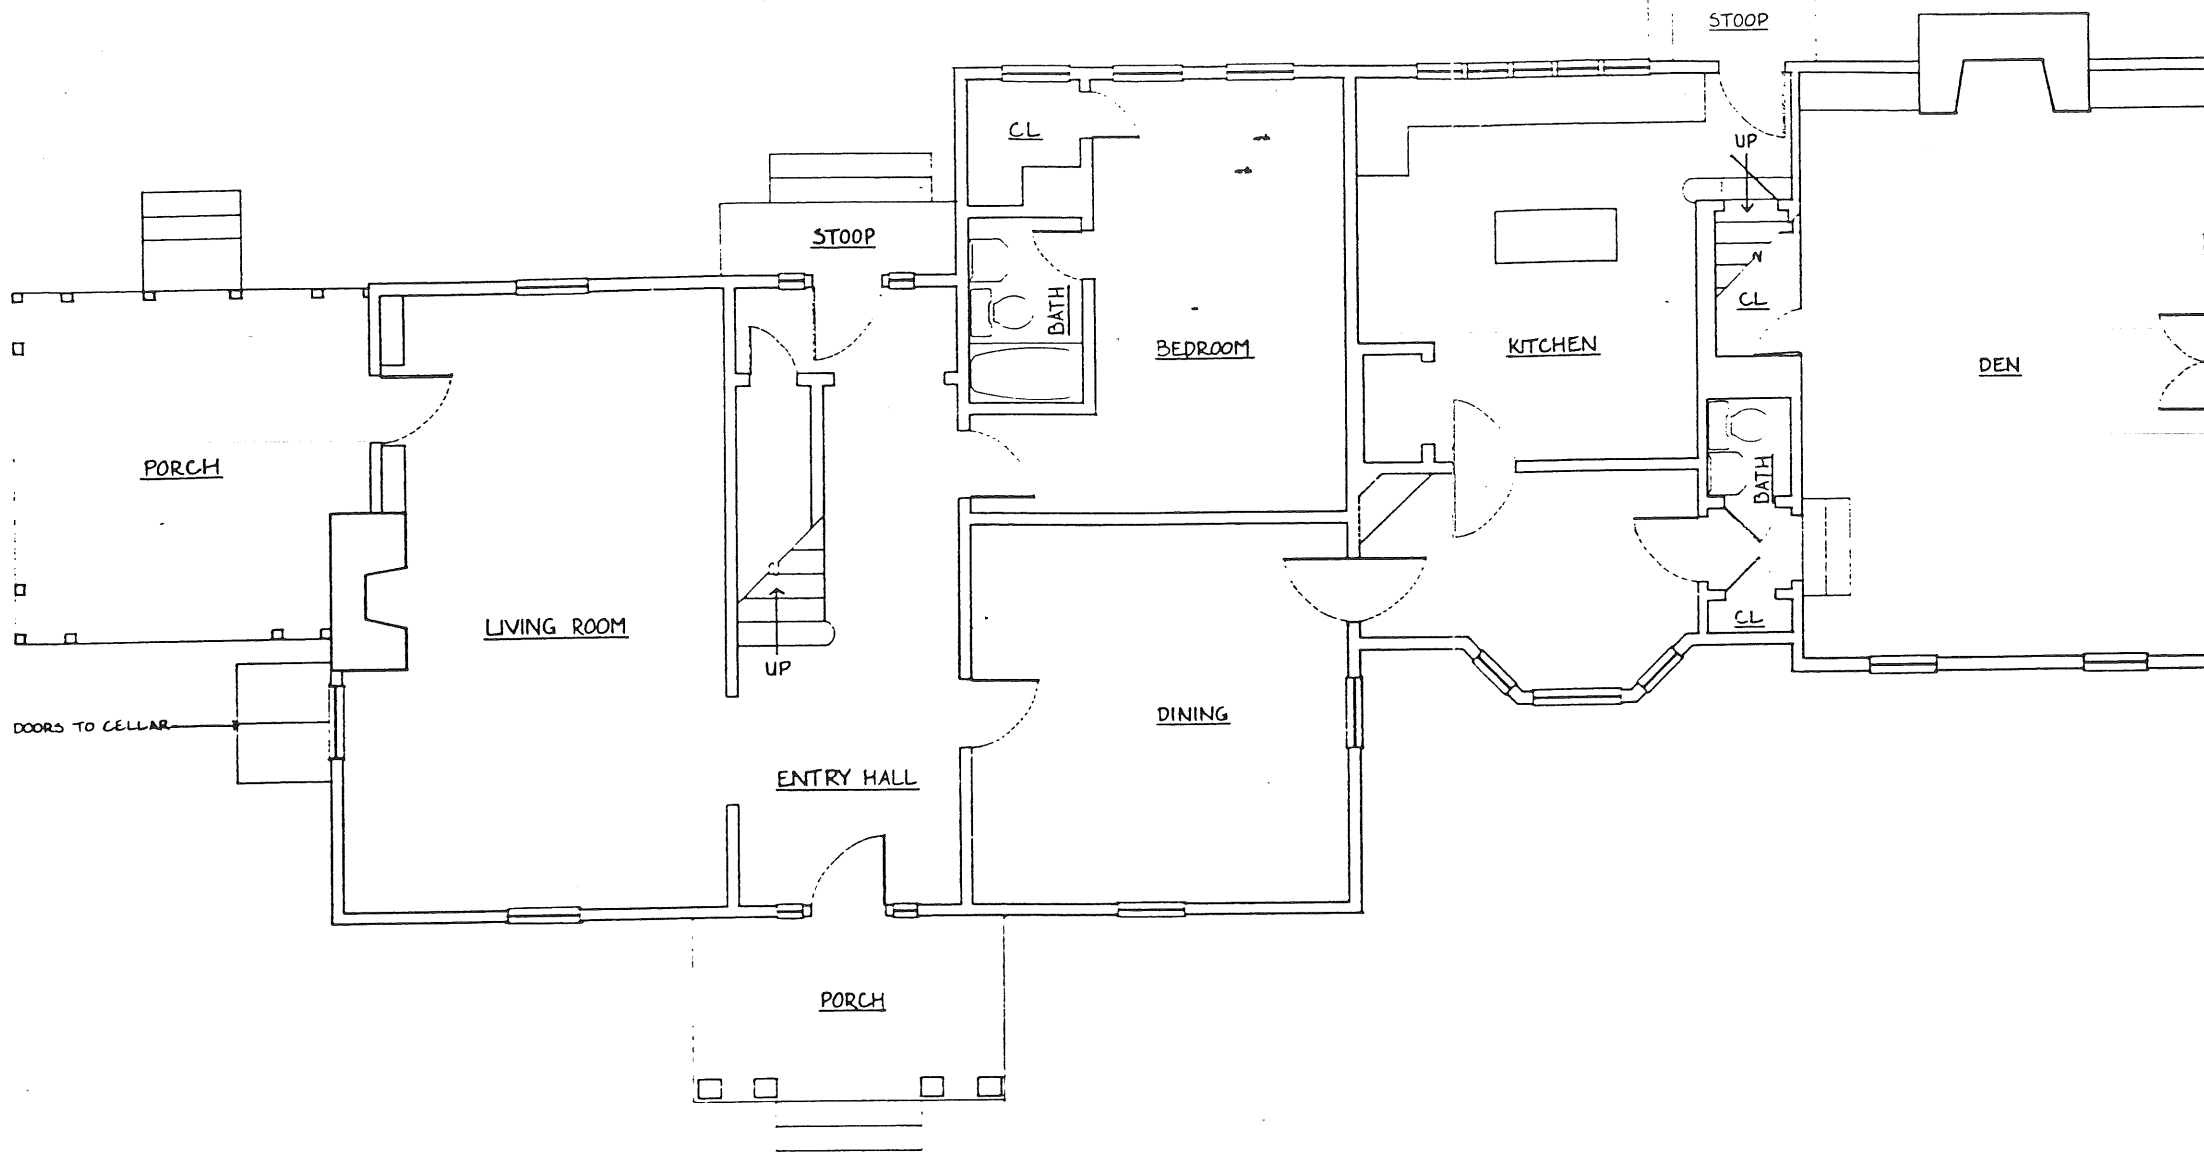 STOOP
CL
UP
STOOP
BATH
CL
BEDROOM
KITCHEN
DEN
PORCH
BATH
LIVING ROOM
CL
UP
DINING
DOORS TO CELLAR
ENTRY HALL
PORCH